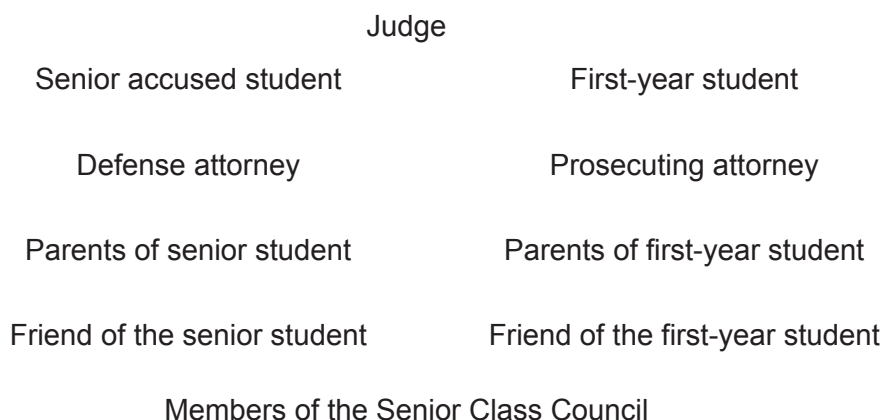 Judge
Senior accused student First-year student
Defense attorney Prosecuting attorney
Parents of senior student Parents of first-year student
Friend of the senior student Friend of the first-year student
Members of the Senior Class Council